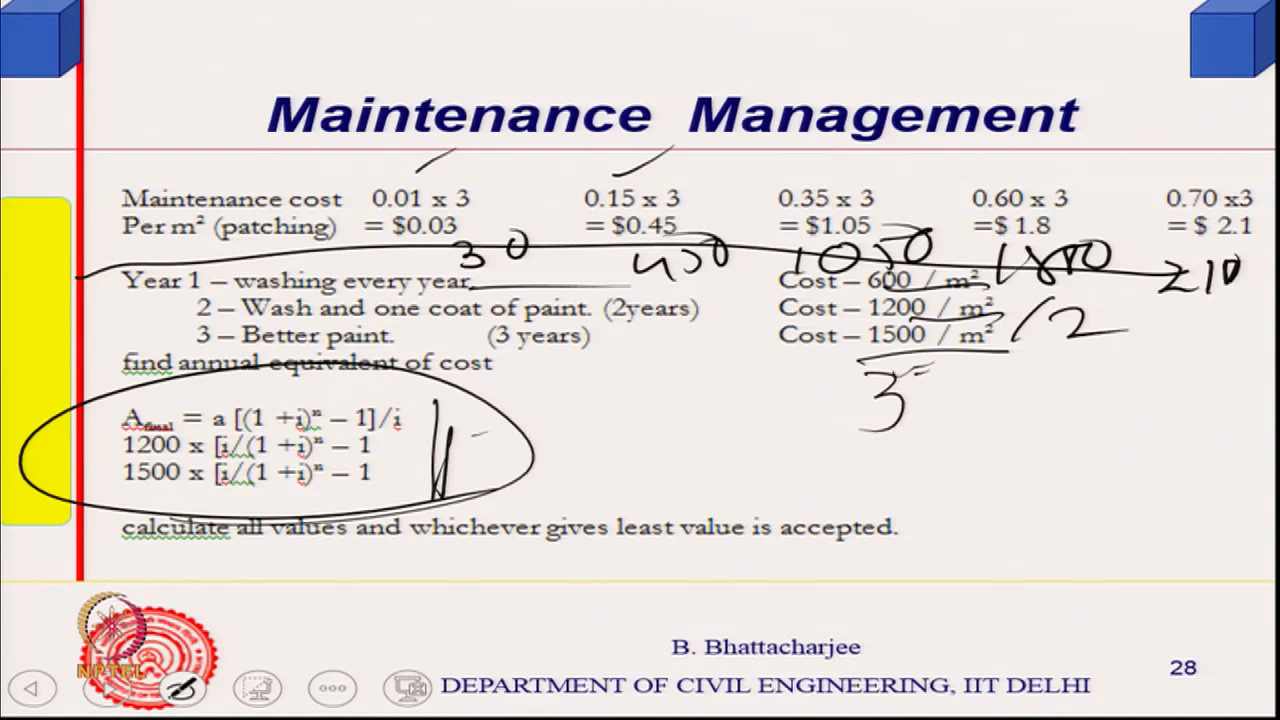 Maintenance Management
Maintenance cost 0.01 x 3 0.15 x 3 0.35 x 3 0.60 x 3 0.70 x3
Per m² (patching) = $0.03 = $0.45 = $1.05 =$ 1.8 = $ 2.1
30 450 1050 1800 210
Year 1 – washing every year Cost – 600 / m²
2 – Wash and one coat of paint. (2years) Cost – 1200 / m² / 2
3 – Better paint. (3 years) Cost – 1500 / m²
3
find annual equivalent of cost
A_final = a [(1 +i)ⁿ – 1]/i
1200 x [i/(1 +i)ⁿ – 1
1500 x [i/(1 +i)ⁿ – 1
calculate all values and whichever gives least value is accepted.
B. Bhattacharjee
DEPARTMENT OF CIVIL ENGINEERING, IIT DELHI
28
NPTEL